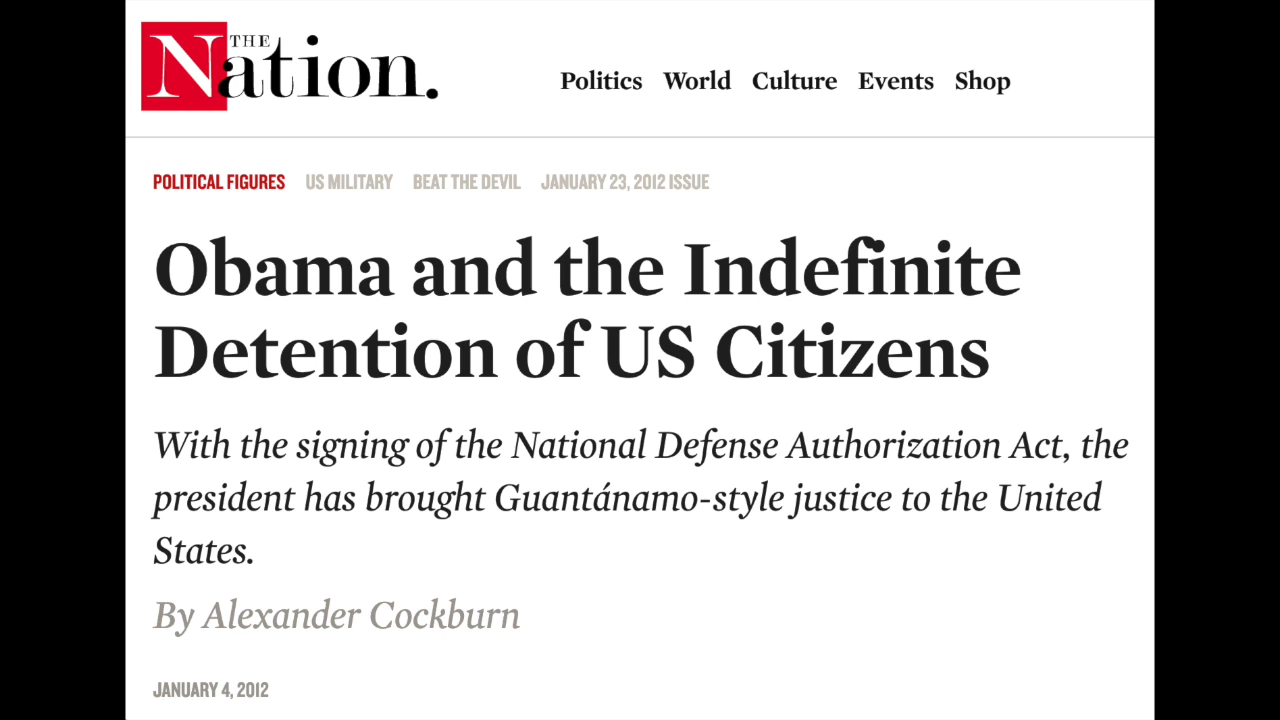 THE
Nation.
Politics World Culture Events Shop
POLITICAL FIGURES US MILITARY BEAT THE DEVIL JANUARY 23, 2012 ISSUE
Obama and the Indefinite
Detention of US Citizens
With the signing of the National Defense Authorization Act, the
president has brought Guantánamo-style justice to the United
States.
By Alexander Cockburn
JANUARY 4, 2012